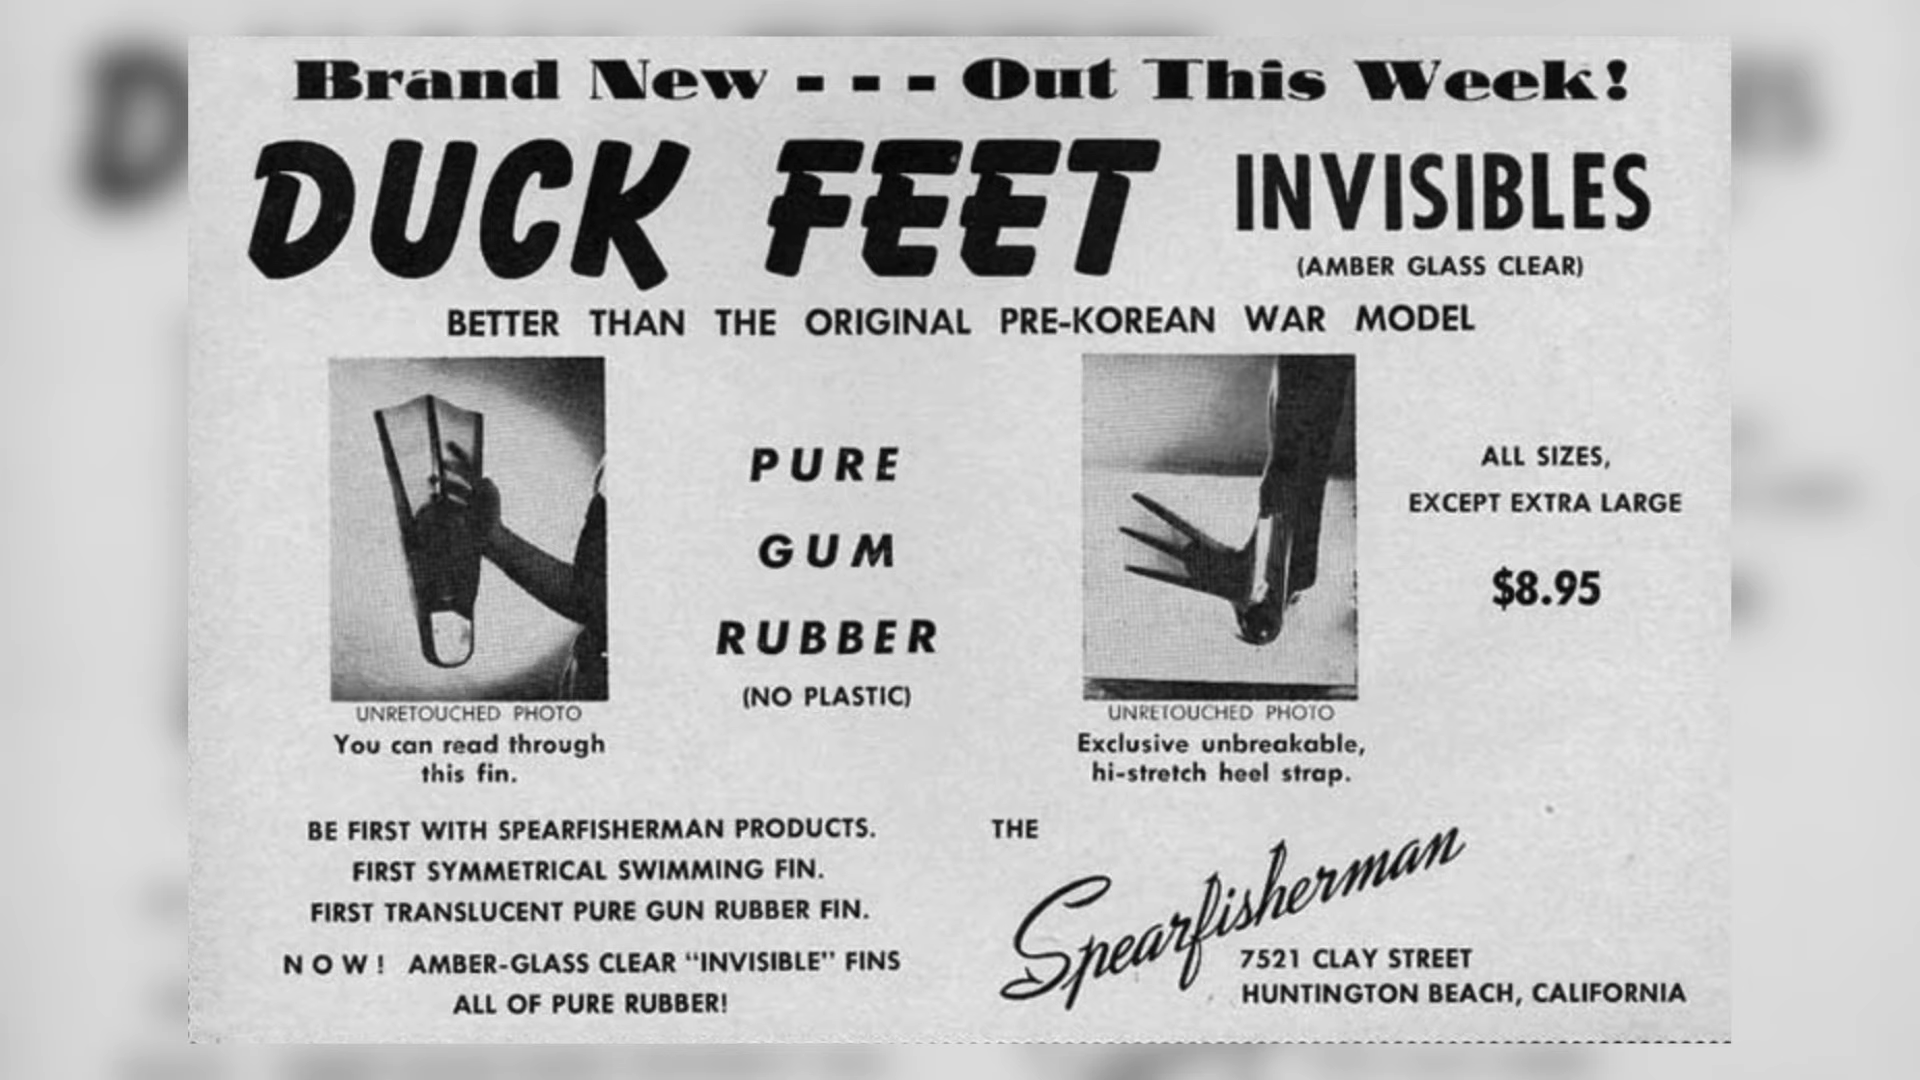 Brand New - - - Out This Week!
DUCK FEET INVISIBLES
(AMBER GLASS CLEAR)
BETTER THAN THE ORIGINAL PRE-KOREAN WAR MODEL
PURE
GUM
RUBBER
(NO PLASTIC)
ALL SIZES,
EXCEPT EXTRA LARGE
$8.95
UNRETOUCHED PHOTO
You can read through
this fin.
UNRETOUCHED PHOTO
Exclusive unbreakable,
hi-stretch heel strap.
BE FIRST WITH SPEARFISHERMAN PRODUCTS.
FIRST SYMMETRICAL SWIMMING FIN.
FIRST TRANSLUCENT PURE GUN RUBBER FIN.
NOW! AMBER-GLASS CLEAR “INVISIBLE” FINS
ALL OF PURE RUBBER!
THE
Spearfisherman
7521 CLAY STREET
HUNTINGTON BEACH, CALIFORNIA